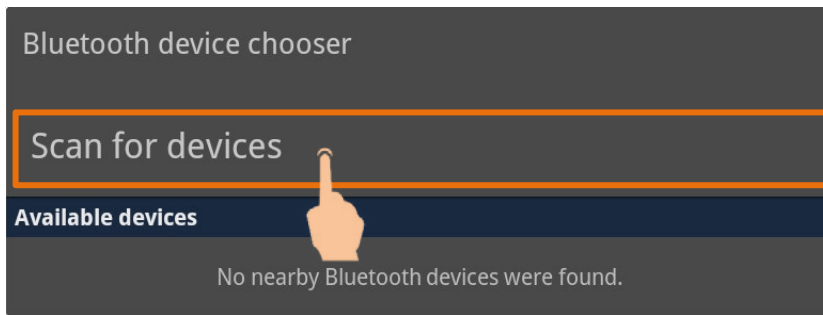 Bluetooth device chooser
Scan for devices
Available devices
No nearby Bluetooth devices were found.